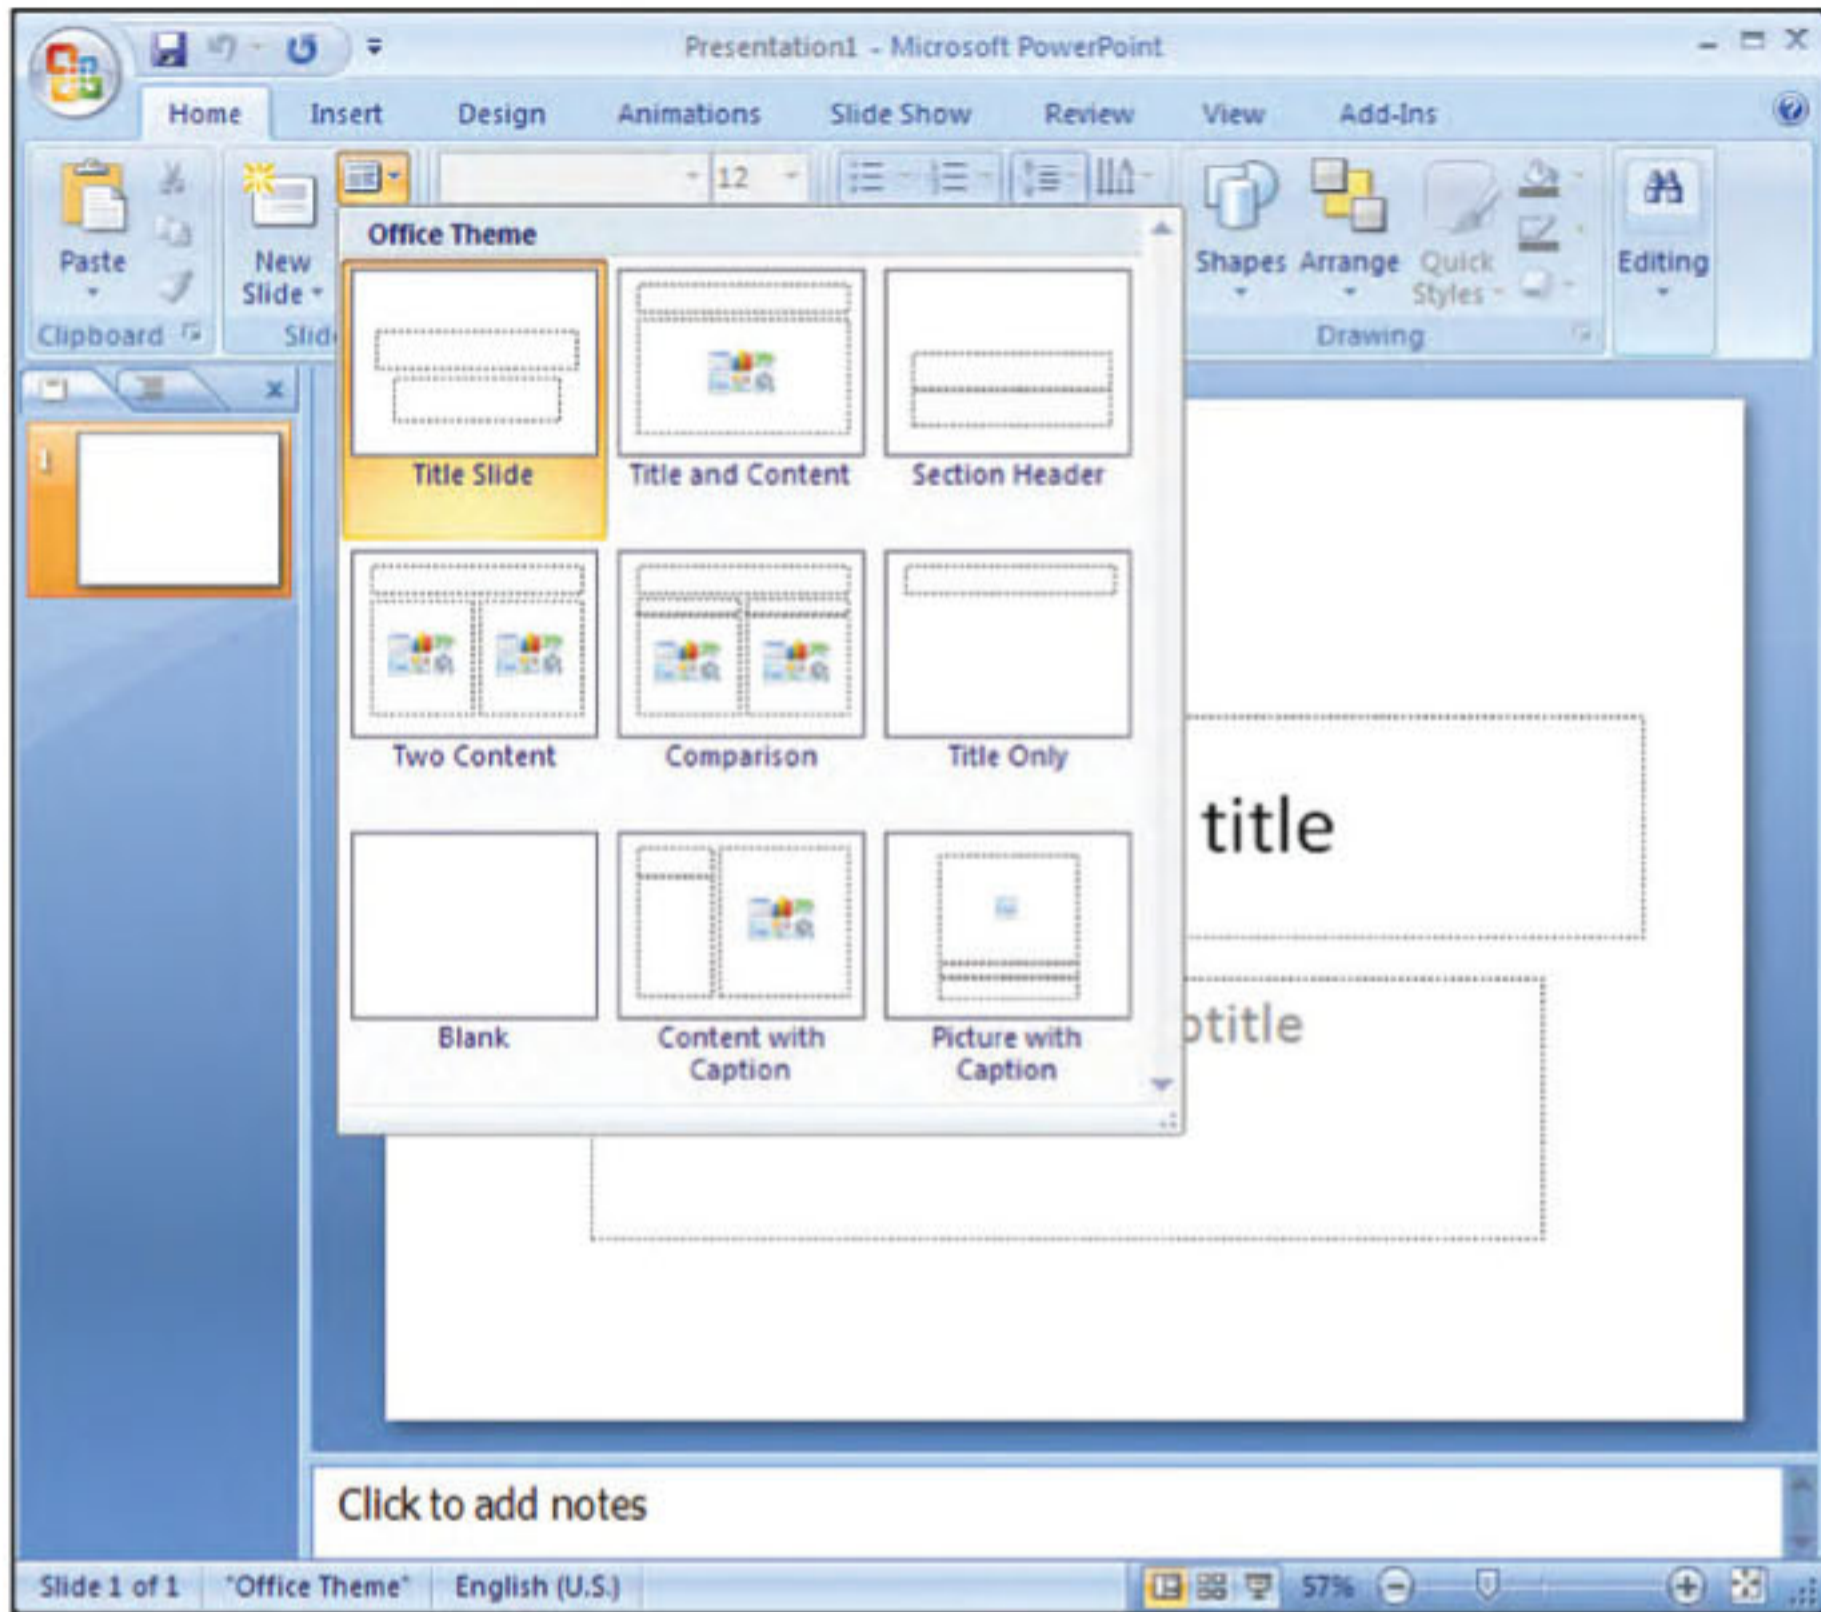 Presentation1 - Microsoft PowerPoint
Home Insert Design Animations Slide Show Review View Add-Ins
12
Paste
New
Slide
Shapes Arrange Quick
Styles
Editing
Clipboard
Slid
Drawing
Office Theme
Title Slide
Title and Content
Section Header
1
Two Content
Comparison
Title Only
title
Blank
Content with
Caption
Picture with
Caption
otitle
Click to add notes
Slide 1 of 1 "Office Theme" English (U.S.) 57%